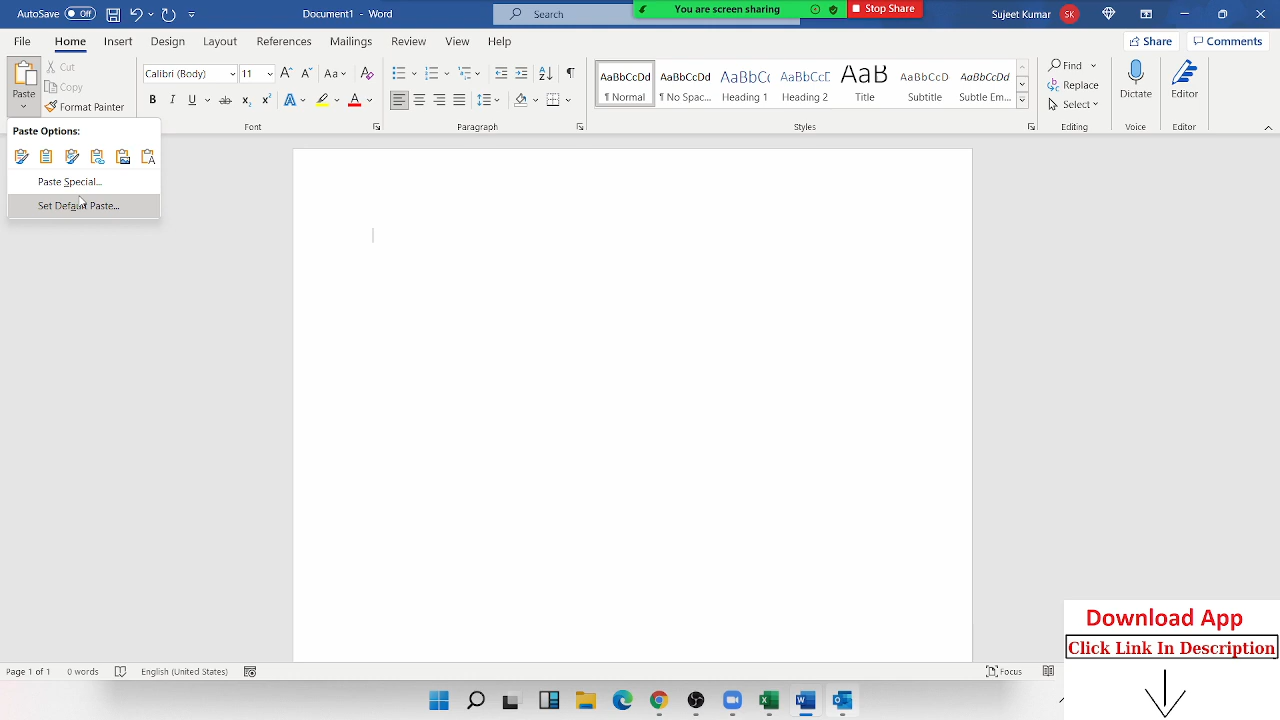 AutoSave Off
Document1 - Word
Search
You are screen sharing
Stop Share
Sujeet Kumar
SK
File
Home
Insert
Design
Layout
References
Mailings
Review
View
Help
Share
Comments
Paste
Cut
Copy
Format Painter
Calibri (Body)
11
Font
Paragraph
AaBbCcDd
¶ Normal
AaBbCcDd
¶ No Spac...
AaBbCc
Heading 1
AaBbCcE
Heading 2
AaB
Title
AaBbCcD
Subtitle
AaBbCcDd
Subtle Em...
Styles
Find
Replace
Select
Editing
Dictate
Voice
Editor
Editor
Paste Options:
Paste Special...
Set Default Paste...
Page 1 of 1
0 words
English (United States)
Focus
Download App
Click Link In Description